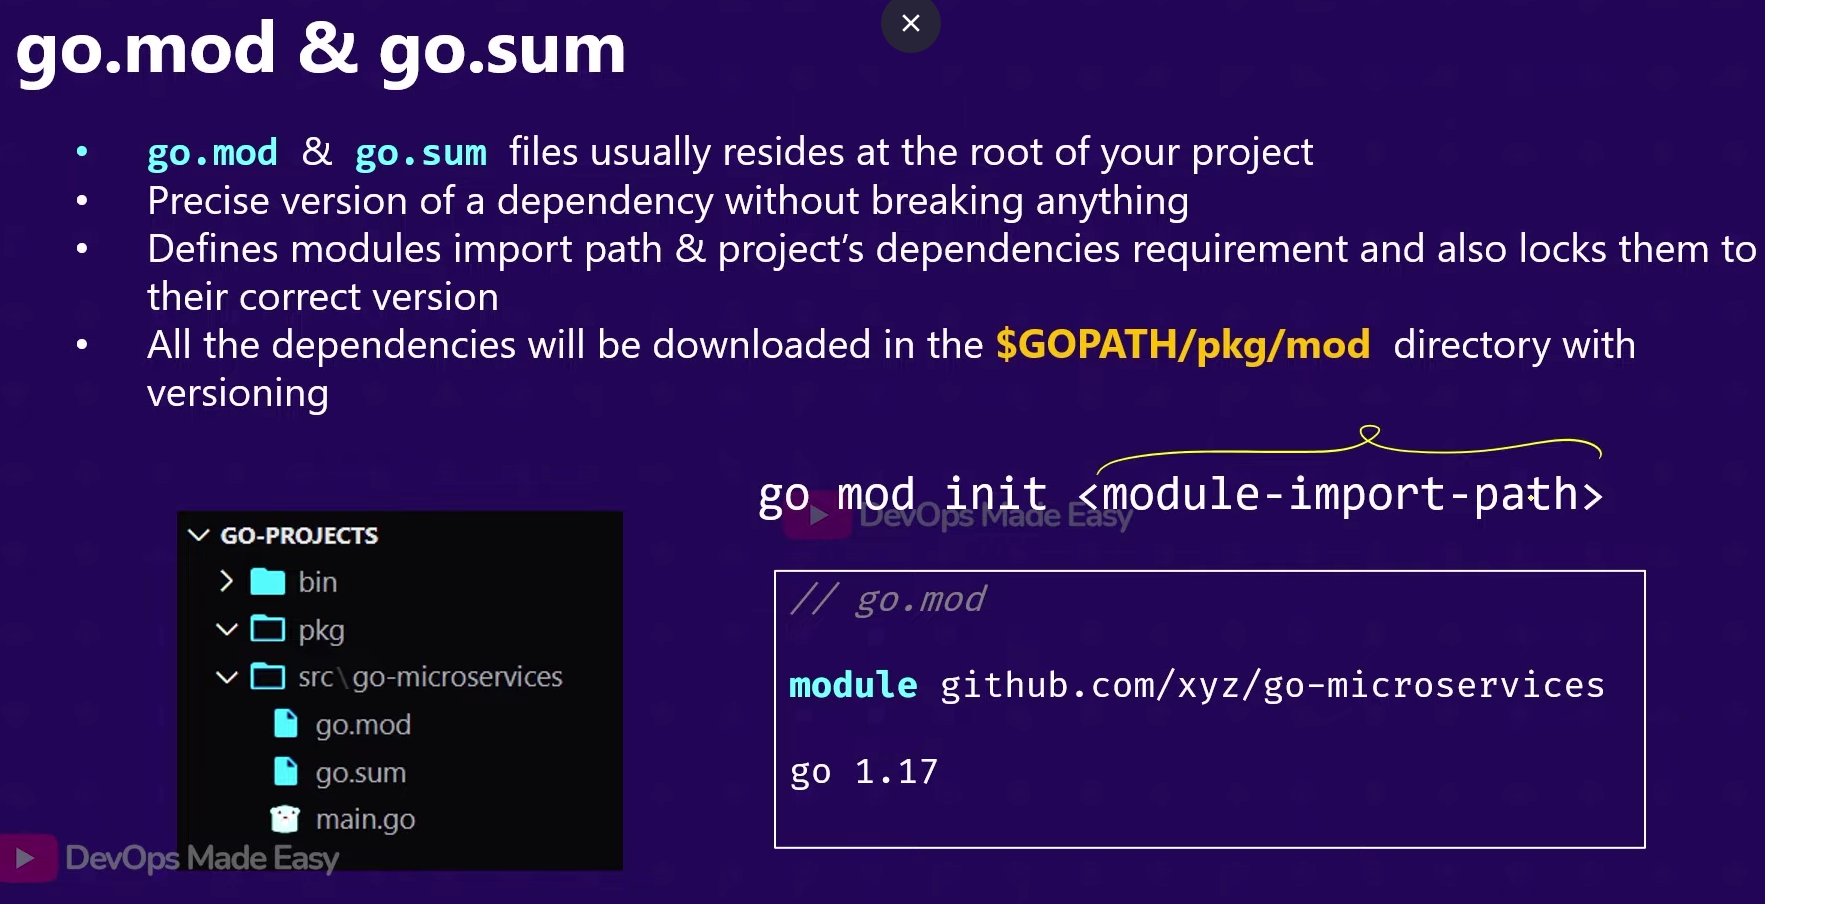 go.mod & go.sum
• go.mod & go.sum files usually resides at the root of your project
• Precise version of a dependency without breaking anything
• Defines modules import path & project’s dependencies requirement and also locks them to
their correct version
• All the dependencies will be downloaded in the $GOPATH/pkg/mod directory with
versioning
go mod init <module-import-path>
DevOps Made Easy
GO-PROJECTS
bin
pkg
src\go-microservices
go.mod
go.sum
main.go
DevOps Made Easy
// go.mod
module github.com/xyz/go-microservices
go 1.17